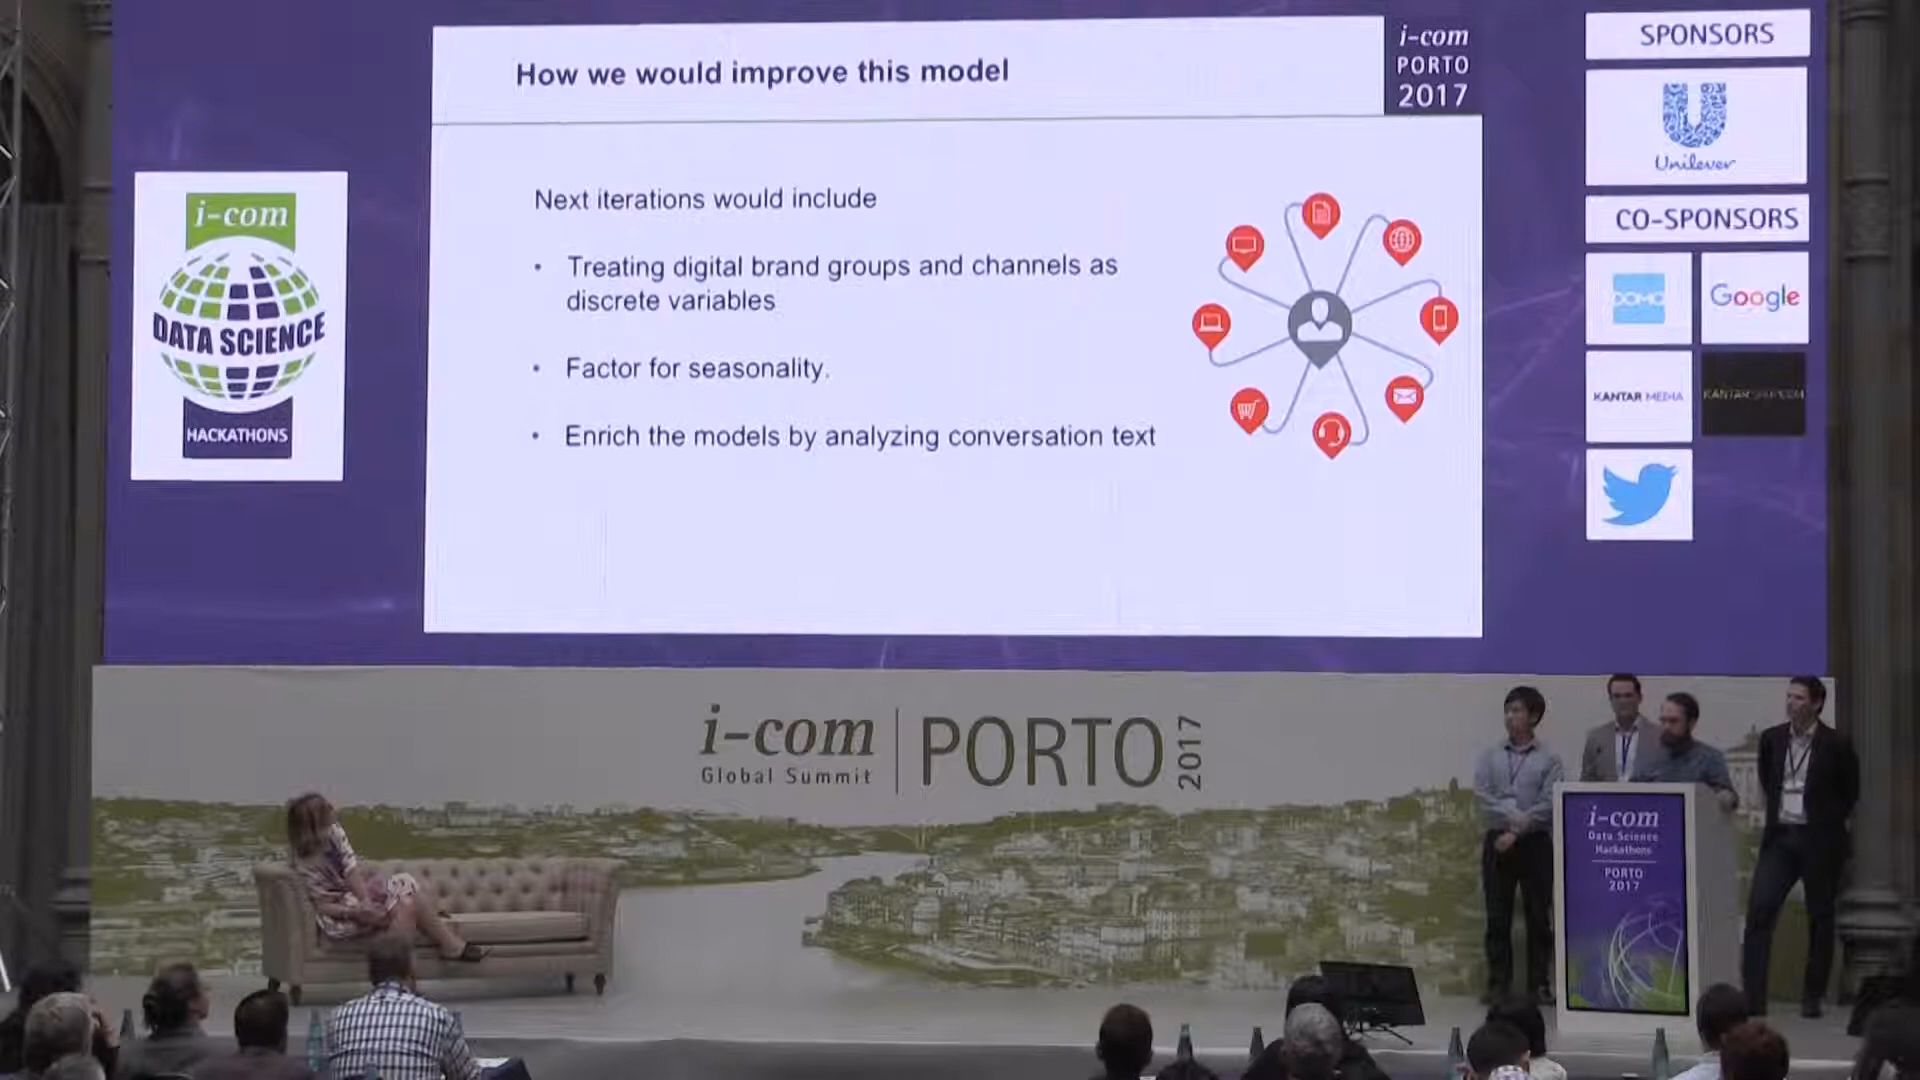 How we would improve this model
i-com
PORTO
2017
Next iterations would include
• Treating digital brand groups and channels as
discrete variables
• Factor for seasonality.
• Enrich the models by analyzing conversation text
i-com
DATA SCIENCE
HACKATHONS
SPONSORS
Unilever
CO-SPONSORS
DOMO
Google
KANTAR MEDIA
KANTAR
i-com
Global Summit
PORTO
2017
i-com
Data Science
Hackathons
PORTO
2017